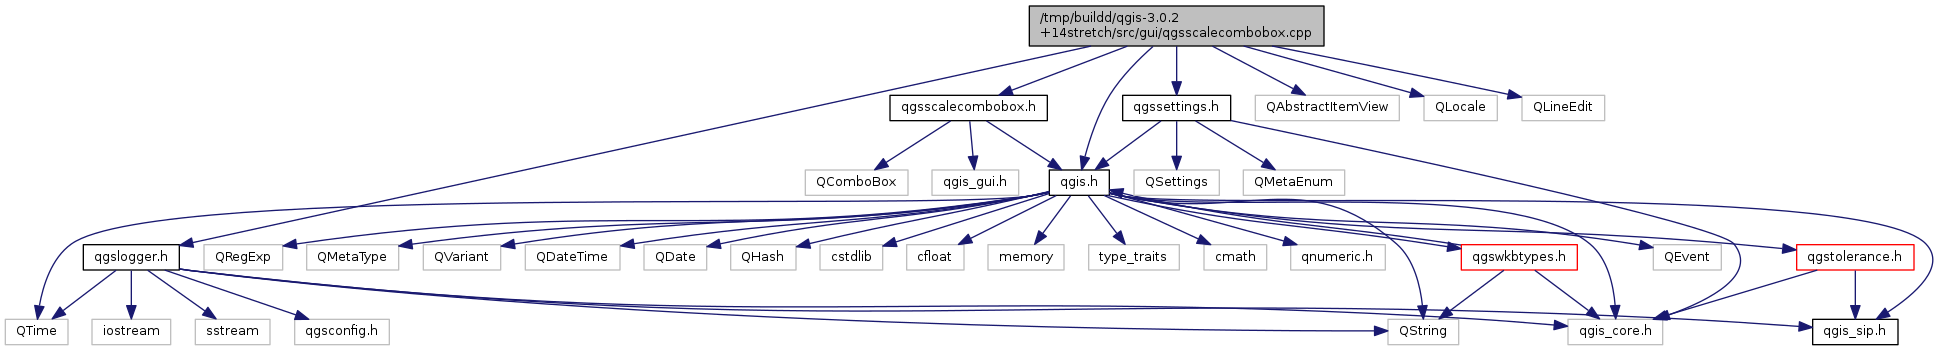 /tmp/buildd/qgis-3.0.2
+14stretch/src/gui/qgsscalecombobox.cpp
qgsscalecombobox.h
qgssettings.h
QAbstractItemView
QLocale
QLineEdit
QComboBox
qgis_gui.h
qgis.h
QSettings
QMetaEnum
qgslogger.h
QRegExp
QMetaType
QVariant
QDateTime
QDate
QHash
cstdlib
cfloat
memory
type_traits
cmath
qnumeric.h
qgswkbtypes.h
QEvent
qgstolerance.h
QTime
iostream
sstream
qgsconfig.h
QString
qgis_core.h
qgis_sip.h